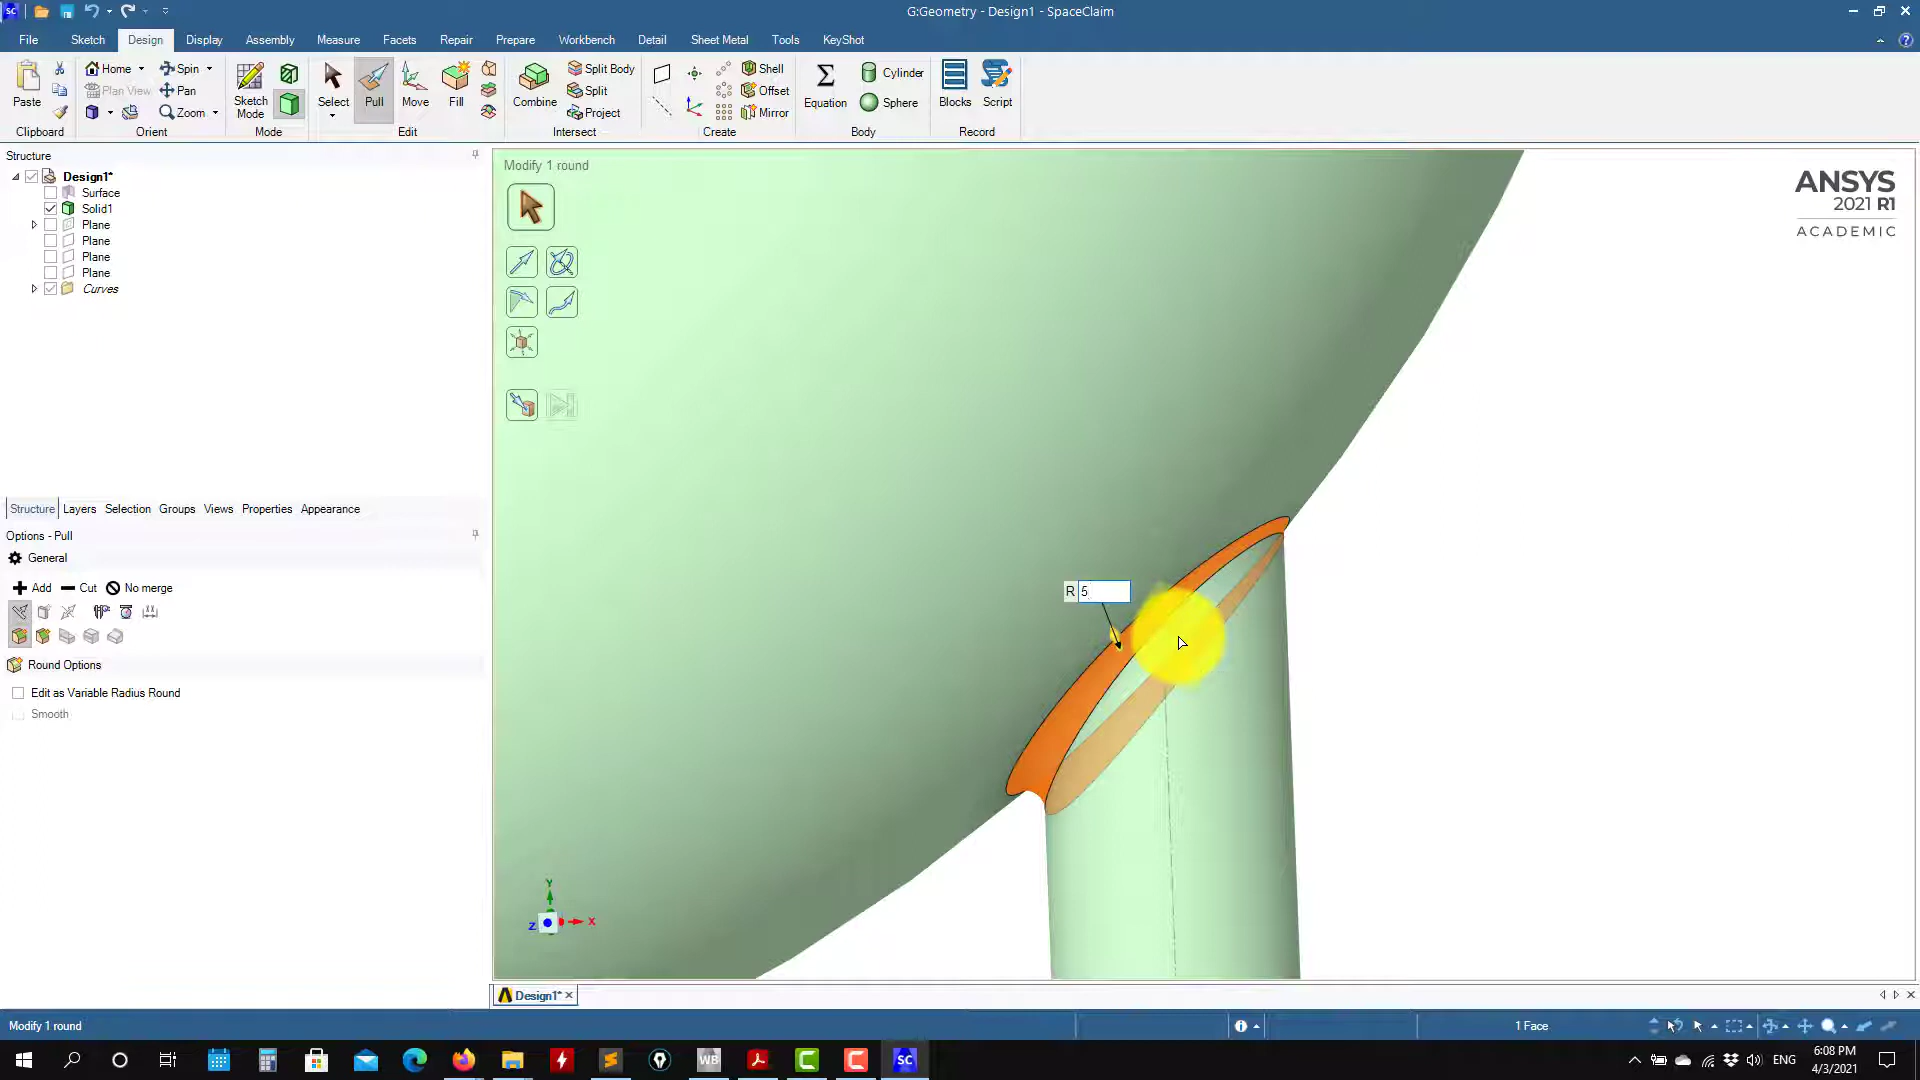 G:Geometry - Design1 - SpaceClaim
File Sketch Design Display Assembly Measure Facets Repair Prepare Workbench Detail Sheet Metal Tools KeyShot
Paste
Clipboard
Home
Spin
Plan View
Pan
Zoom
Orient
Sketch
Mode
Mode
Select
Pull
Move
Fill
Edit
Combine
Split Body
Split
Project
Intersect
Shell
Offset
Mirror
Create
Equation
Cylinder
Sphere
Body
Blocks
Script
Record
Structure
Design1*
Surface
Solid1
Plane
Plane
Plane
Plane
Curves
Structure Layers Selection Groups Views Properties Appearance
Options - Pull
General
Add Cut No merge
Round Options
Edit as Variable Radius Round
Smooth
Modify 1 round
ANSYS
2021 R1
ACADEMIC
R 5
Y
Z
X
Design1*
Modify 1 round
1 Face
WB
SC
ENG
6:08 PM
4/3/2021